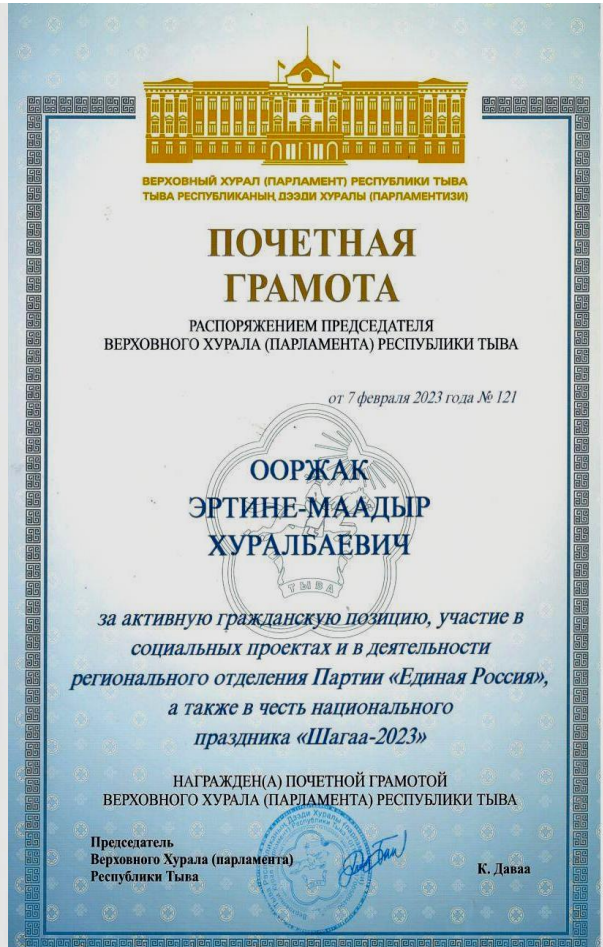 ВЕРХОВНЫЙ ХУРАЛ (ПАРЛАМЕНТ) РЕСПУБЛИКИ ТЫВА
ТЫВА РЕСПУБЛИКАНЫҢ ДЭЭДИ ХУРАЛЫ (ПАРЛАМЕНТИЗИ)
ПОЧЕТНАЯ
ГРАМОТА
РАСПОРЯЖЕНИЕМ ПРЕДСЕДАТЕЛЯ
ВЕРХОВНОГО ХУРАЛА (ПАРЛАМЕНТА) РЕСПУБЛИКИ ТЫВА
от 7 февраля 2023 года № 121
ООРЖАК
ЭРТИНЕ-МААДЫР
ХУРАЛБАЕВИЧ
ТЫВА
за активную гражданскую позицию, участие в
социальных проектах и в деятельности
регионального отделения Партии «Единая Россия»,
а также в честь национального
праздника «Шагаа-2023»
НАГРАЖДЕН(А) ПОЧЕТНОЙ ГРАМОТОЙ
ВЕРХОВНОГО ХУРАЛА (ПАРЛАМЕНТА) РЕСПУБЛИКИ ТЫВА
Председатель
Верховного Хурала (парламента)
Республики Тыва
К. Даваа